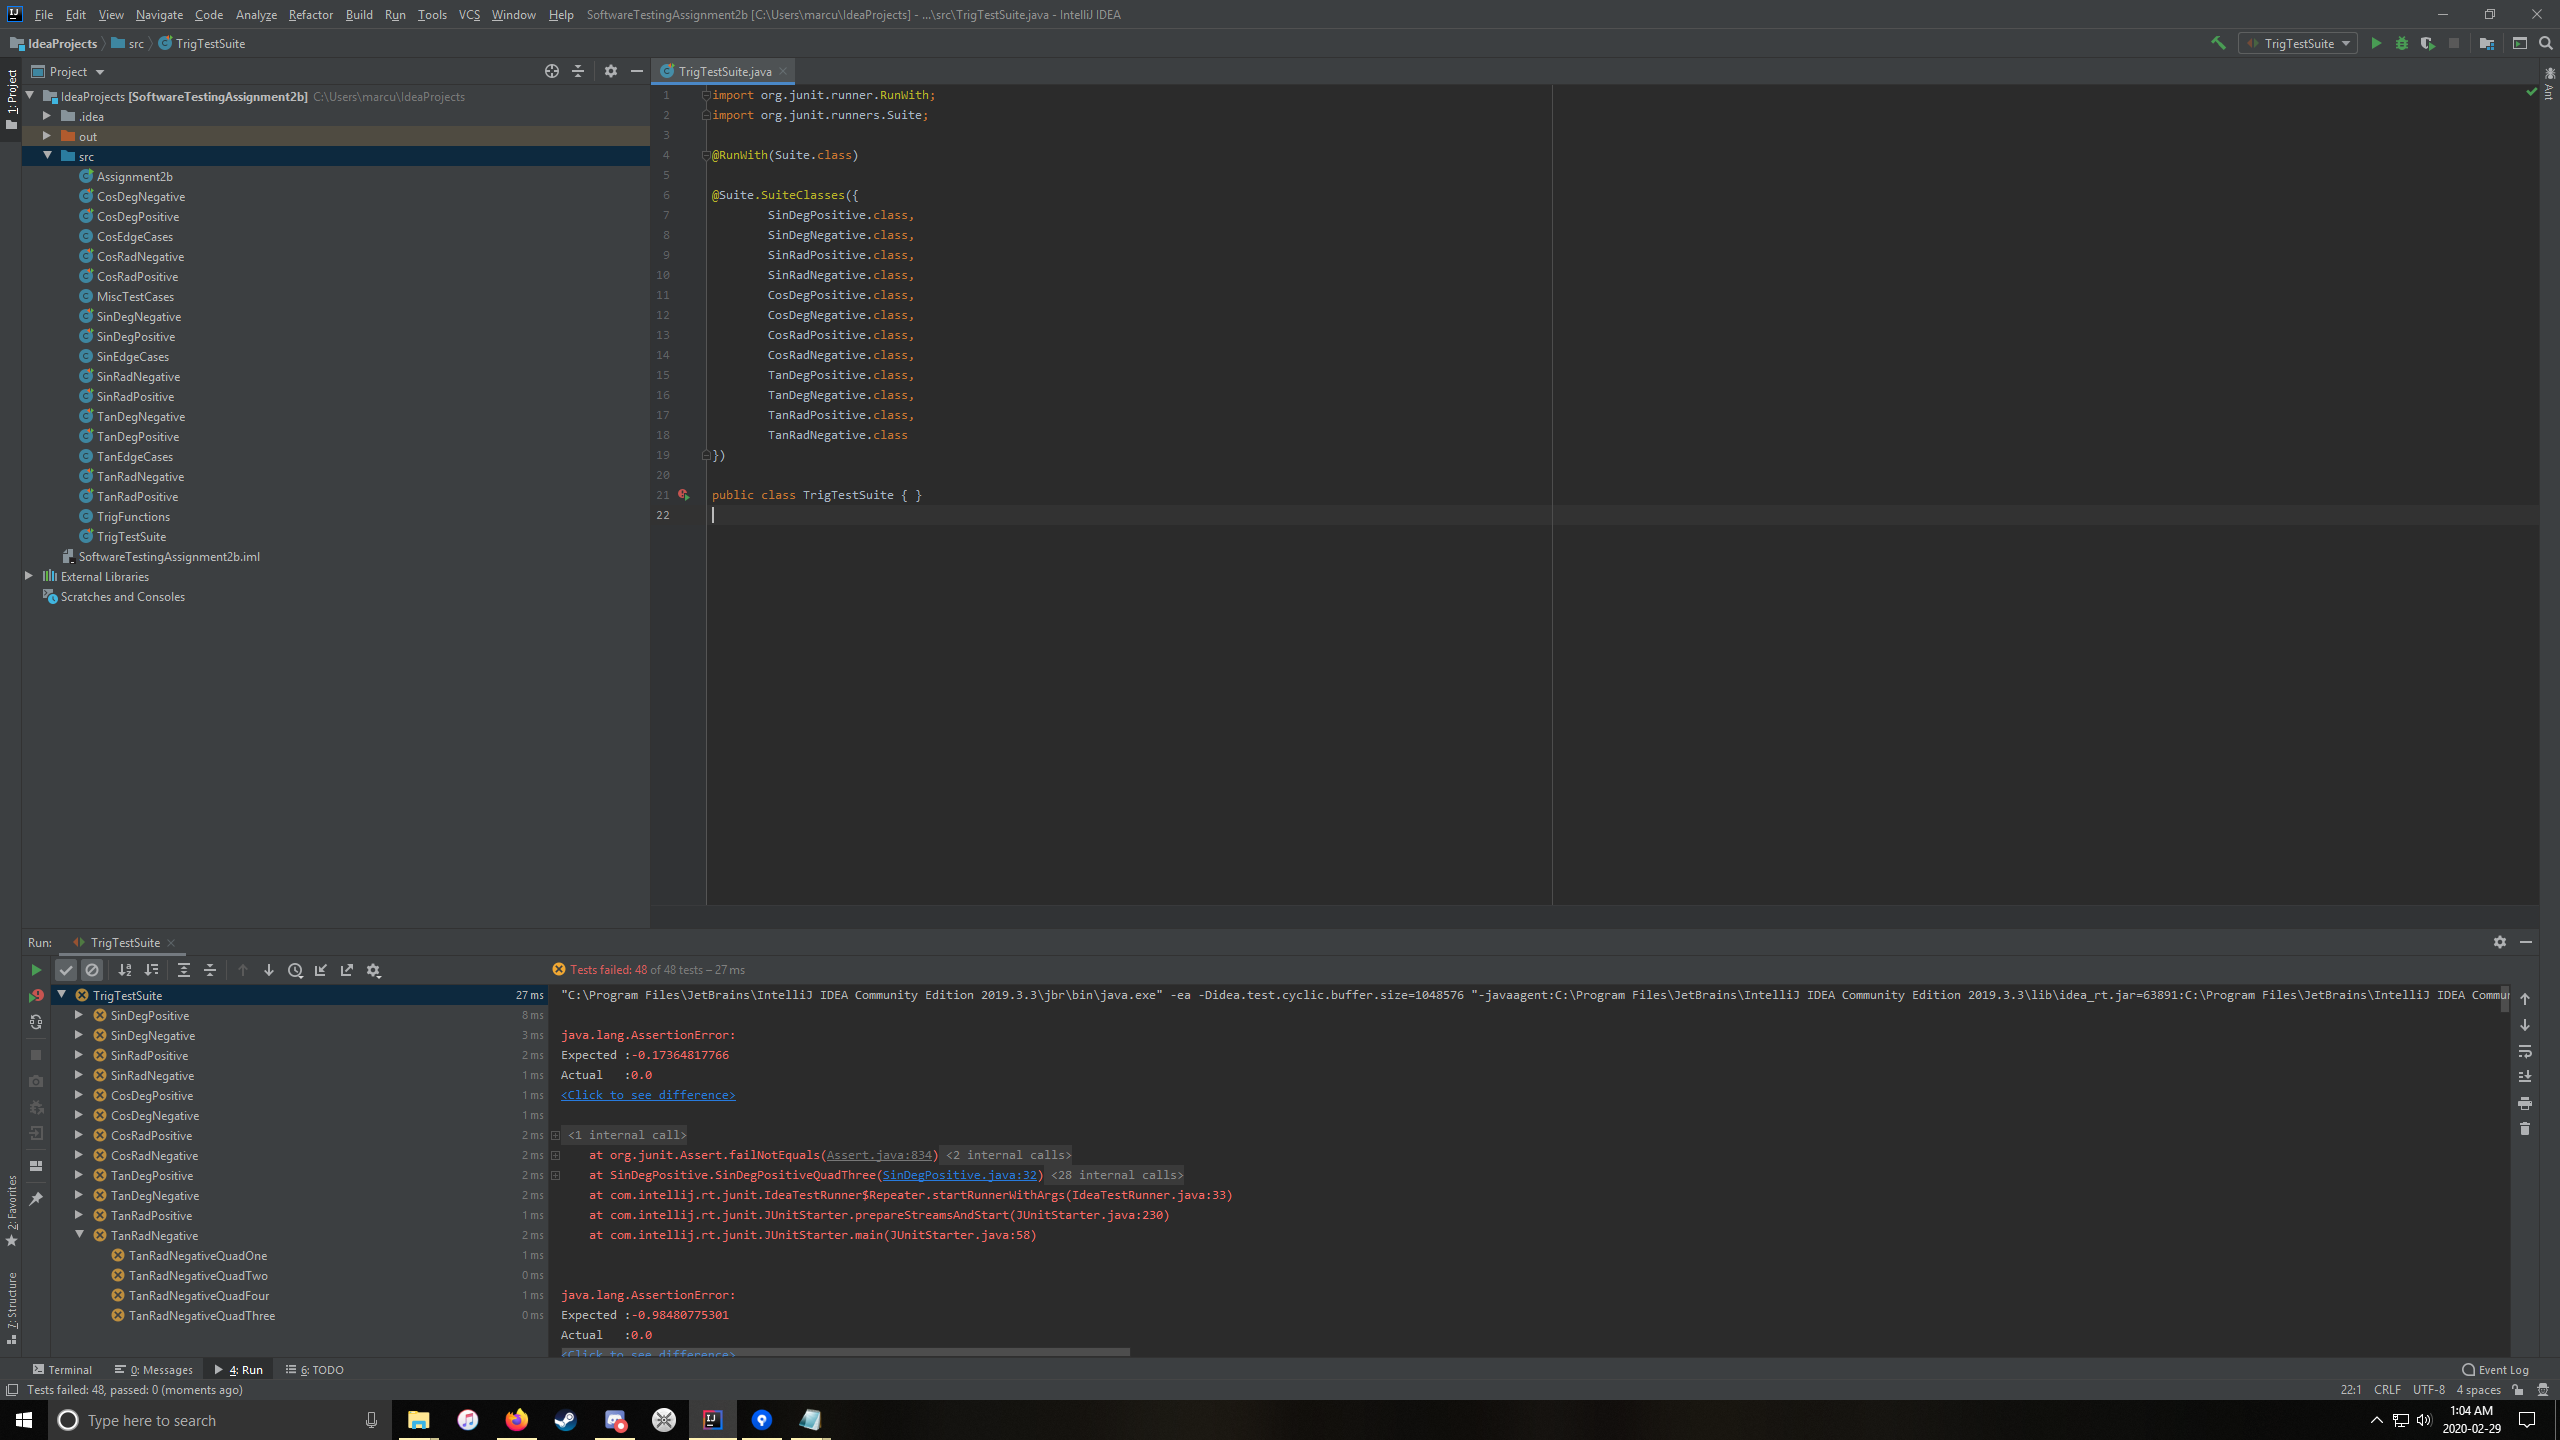 File Edit View Navigate Code Analyze Refactor Build Run Tools VCS Window Help SoftwareTestingAssignment2b [C:\Users\marcu\IdeaProjects] - ...\src\TrigTestSuite.java - IntelliJ IDEA
IdeaProjects src TrigTestSuite
TrigTestSuite
Project
TrigTestSuite.java
1: Project
Ant
IdeaProjects [SoftwareTestingAssignment2b] C:\Users\marcu\IdeaProjects
.idea
out
src
Assignment2b
CosDegNegative
CosDegPositive
CosEdgeCases
CosRadNegative
CosRadPositive
MiscTestCases
SinDegNegative
SinDegPositive
SinEdgeCases
SinRadNegative
SinRadPositive
TanDegNegative
TanDegPositive
TanEdgeCases
TanRadNegative
TanRadPositive
TrigFunctions
TrigTestSuite
SoftwareTestingAssignment2b.iml
External Libraries
Scratches and Consoles
1 import org.junit.runner.RunWith;
2 import org.junit.runners.Suite;
3
4 @RunWith(Suite.class)
5
6 @Suite.SuiteClasses({
7 SinDegPositive.class,
8 SinDegNegative.class,
9 SinRadPositive.class,
10 SinRadNegative.class,
11 CosDegPositive.class,
12 CosDegNegative.class,
13 CosRadPositive.class,
14 CosRadNegative.class,
15 TanDegPositive.class,
16 TanDegNegative.class,
17 TanRadPositive.class,
18 TanRadNegative.class
19 })
20
21 public class TrigTestSuite { }
22
Run: TrigTestSuite
Tests failed: 48 of 48 tests – 27 ms
TrigTestSuite 27 ms
SinDegPositive 8 ms
SinDegNegative 3 ms
SinRadPositive 2 ms
SinRadNegative 1 ms
CosDegPositive 1 ms
CosDegNegative 1 ms
CosRadPositive 2 ms
CosRadNegative 2 ms
TanDegPositive 2 ms
TanDegNegative 2 ms
TanRadPositive 1 ms
TanRadNegative 2 ms
TanRadNegativeQuadOne 1 ms
TanRadNegativeQuadTwo 0 ms
TanRadNegativeQuadFour 1 ms
TanRadNegativeQuadThree 0 ms
"C:\Program Files\JetBrains\IntelliJ IDEA Community Edition 2019.3.3\jbr\bin\java.exe" -ea -Didea.test.cyclic.buffer.size=1048576 "-javaagent:C:\Program Files\JetBrains\IntelliJ IDEA Community Edition 2019.3.3\lib\idea_rt.jar=63891:C:\Program Files\JetBrains\IntelliJ IDEA Commun
java.lang.AssertionError:
Expected :-0.17364817766
Actual :0.0
<Click to see difference>
<1 internal call>
at org.junit.Assert.failNotEquals(Assert.java:834) <2 internal calls>
at SinDegPositive.SinDegPositiveQuadThree(SinDegPositive.java:32) <28 internal calls>
at com.intellij.rt.junit.IdeaTestRunner$Repeater.startRunnerWithArgs(IdeaTestRunner.java:33)
at com.intellij.rt.junit.JUnitStarter.prepareStreamsAndStart(JUnitStarter.java:230)
at com.intellij.rt.junit.JUnitStarter.main(JUnitStarter.java:58)
java.lang.AssertionError:
Expected :-0.98480775301
Actual :0.0
<Click to see difference>
2: Favorites
7: Structure
Terminal 0: Messages 4: Run 6: TODO Event Log
Tests failed: 48, passed: 0 (moments ago) 22:1 CRLF UTF-8 4 spaces
Type here to search
1:04 AM
2020-02-29